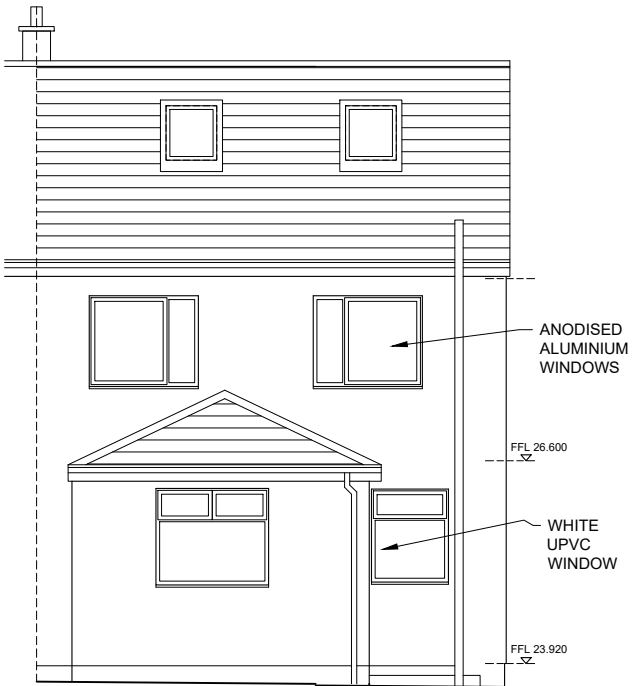 ANODISED
ALUMINIUM
WINDOWS
FFL 26.600
WHITE
UPVC
WINDOW
FFL 23.920